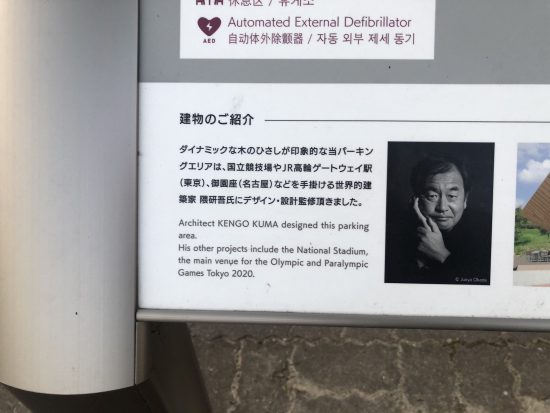 休息区 / 휴게소
Automated External Defibrillator
AED
自动体外除颤器 / 자동 외부 제세 동기
建物のご紹介
ダイナミックな木のひさしが印象的な当パーキン
グエリアは、国立競技場やJR高輪ゲートウェイ駅
（東京）、御園座（名古屋）などを手掛ける世界的建
築家 隈研吾氏にデザイン・設計監修頂きました。
Architect KENGO KUMA designed this parking
area.
His other projects include the National Stadium,
the main venue for the Olympic and Paralympic
Games Tokyo 2020.
© Junya Okada